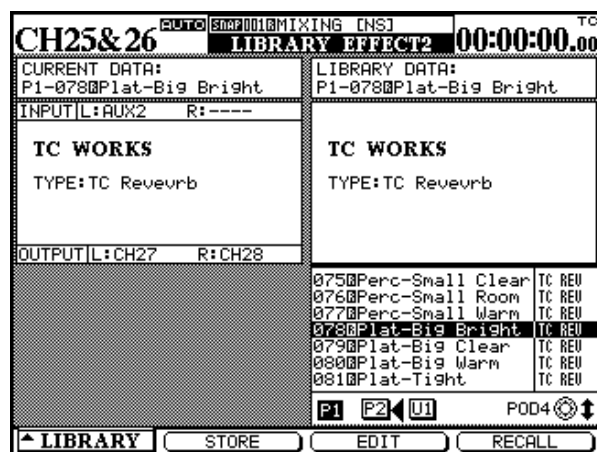 CH25&26 AUTO SNAP001 MIXING [NS] TC
LIBRARY EFFECT2 00:00:00.00
CURRENT DATA:
P1-078 Plat-Big Bright
LIBRARY DATA:
P1-078 Plat-Big Bright
INPUT L:AUX2 R:----
TC WORKS
TYPE:TC Revevrb
OUTPUT L:CH27 R:CH28
TC WORKS
TYPE:TC Revevrb
075 Perc-Small Clear TC REV
076 Perc-Small Room TC REV
077 Perc-Small Warm TC REV
078 Plat-Big Bright TC REV
079 Plat-Big Clear TC REV
080 Plat-Big Warm TC REV
081 Plat-Tight TC REV
P1 P2 U1 POD4
LIBRARY STORE EDIT RECALL